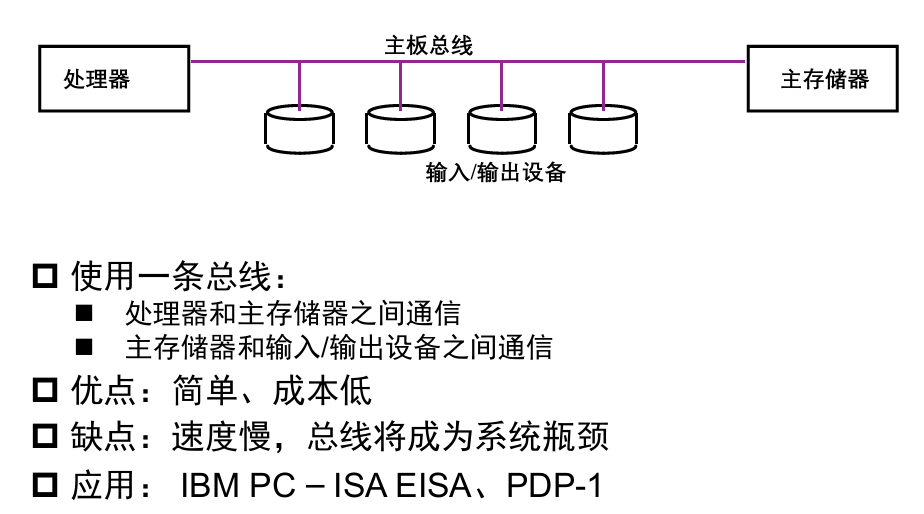 主板总线
处理器
主存储器
输入/输出设备
使用一条总线：
处理器和主存储器之间通信
主存储器和输入/输出设备之间通信
优点：简单、成本低
缺点：速度慢，总线将成为系统瓶颈
应用： IBM PC – ISA EISA、PDP-1